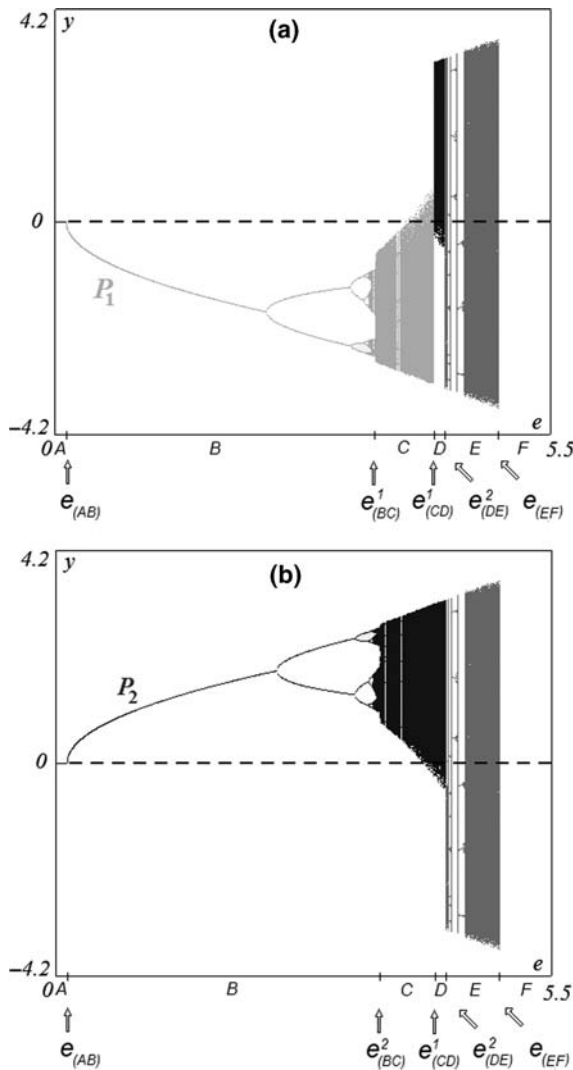 4.2 y (a)
0
P₁
−4.2 e
0 A B C D E F 5.5
e(AB) e¹(BC) e¹(CD) e²(DE) e(EF)
4.2 y (b)
P₂
0
−4.2 e
0 A B C D E F 5.5
e(AB) e²(BC) e¹(CD) e²(DE) e(EF)